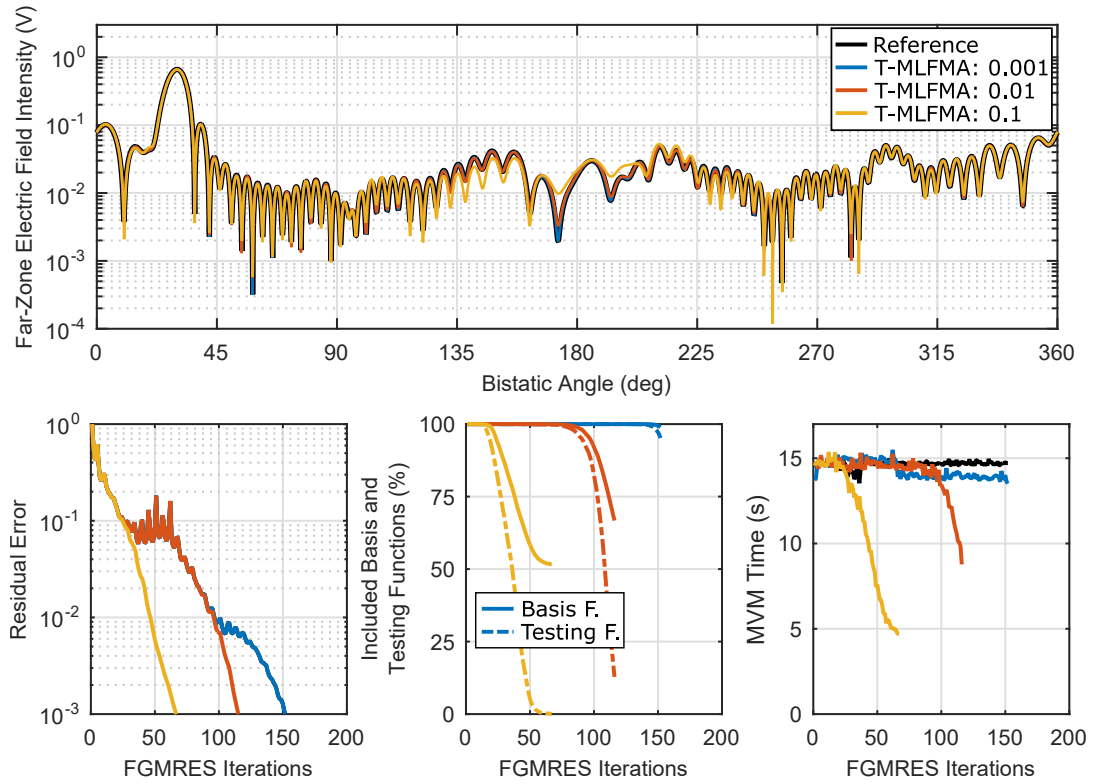 Far-Zone Electric Field Intensity (V)
10^0
10^-1
10^-2
10^-3
10^-4
Reference
T-MLFMA: 0.001
T-MLFMA: 0.01
T-MLFMA: 0.1
0 45 90 135 180 225 270 315 360
Bistatic Angle (deg)
Residual Error
10^0
10^-1
10^-2
10^-3
0 50 100 150 200
FGMRES Iterations
Included Basis and
Testing Functions (%)
100
75
50
25
0
Basis F.
Testing F.
0 50 100 150 200
FGMRES Iterations
MVM Time (s)
15
10
5
0
0 50 100 150 200
FGMRES Iterations